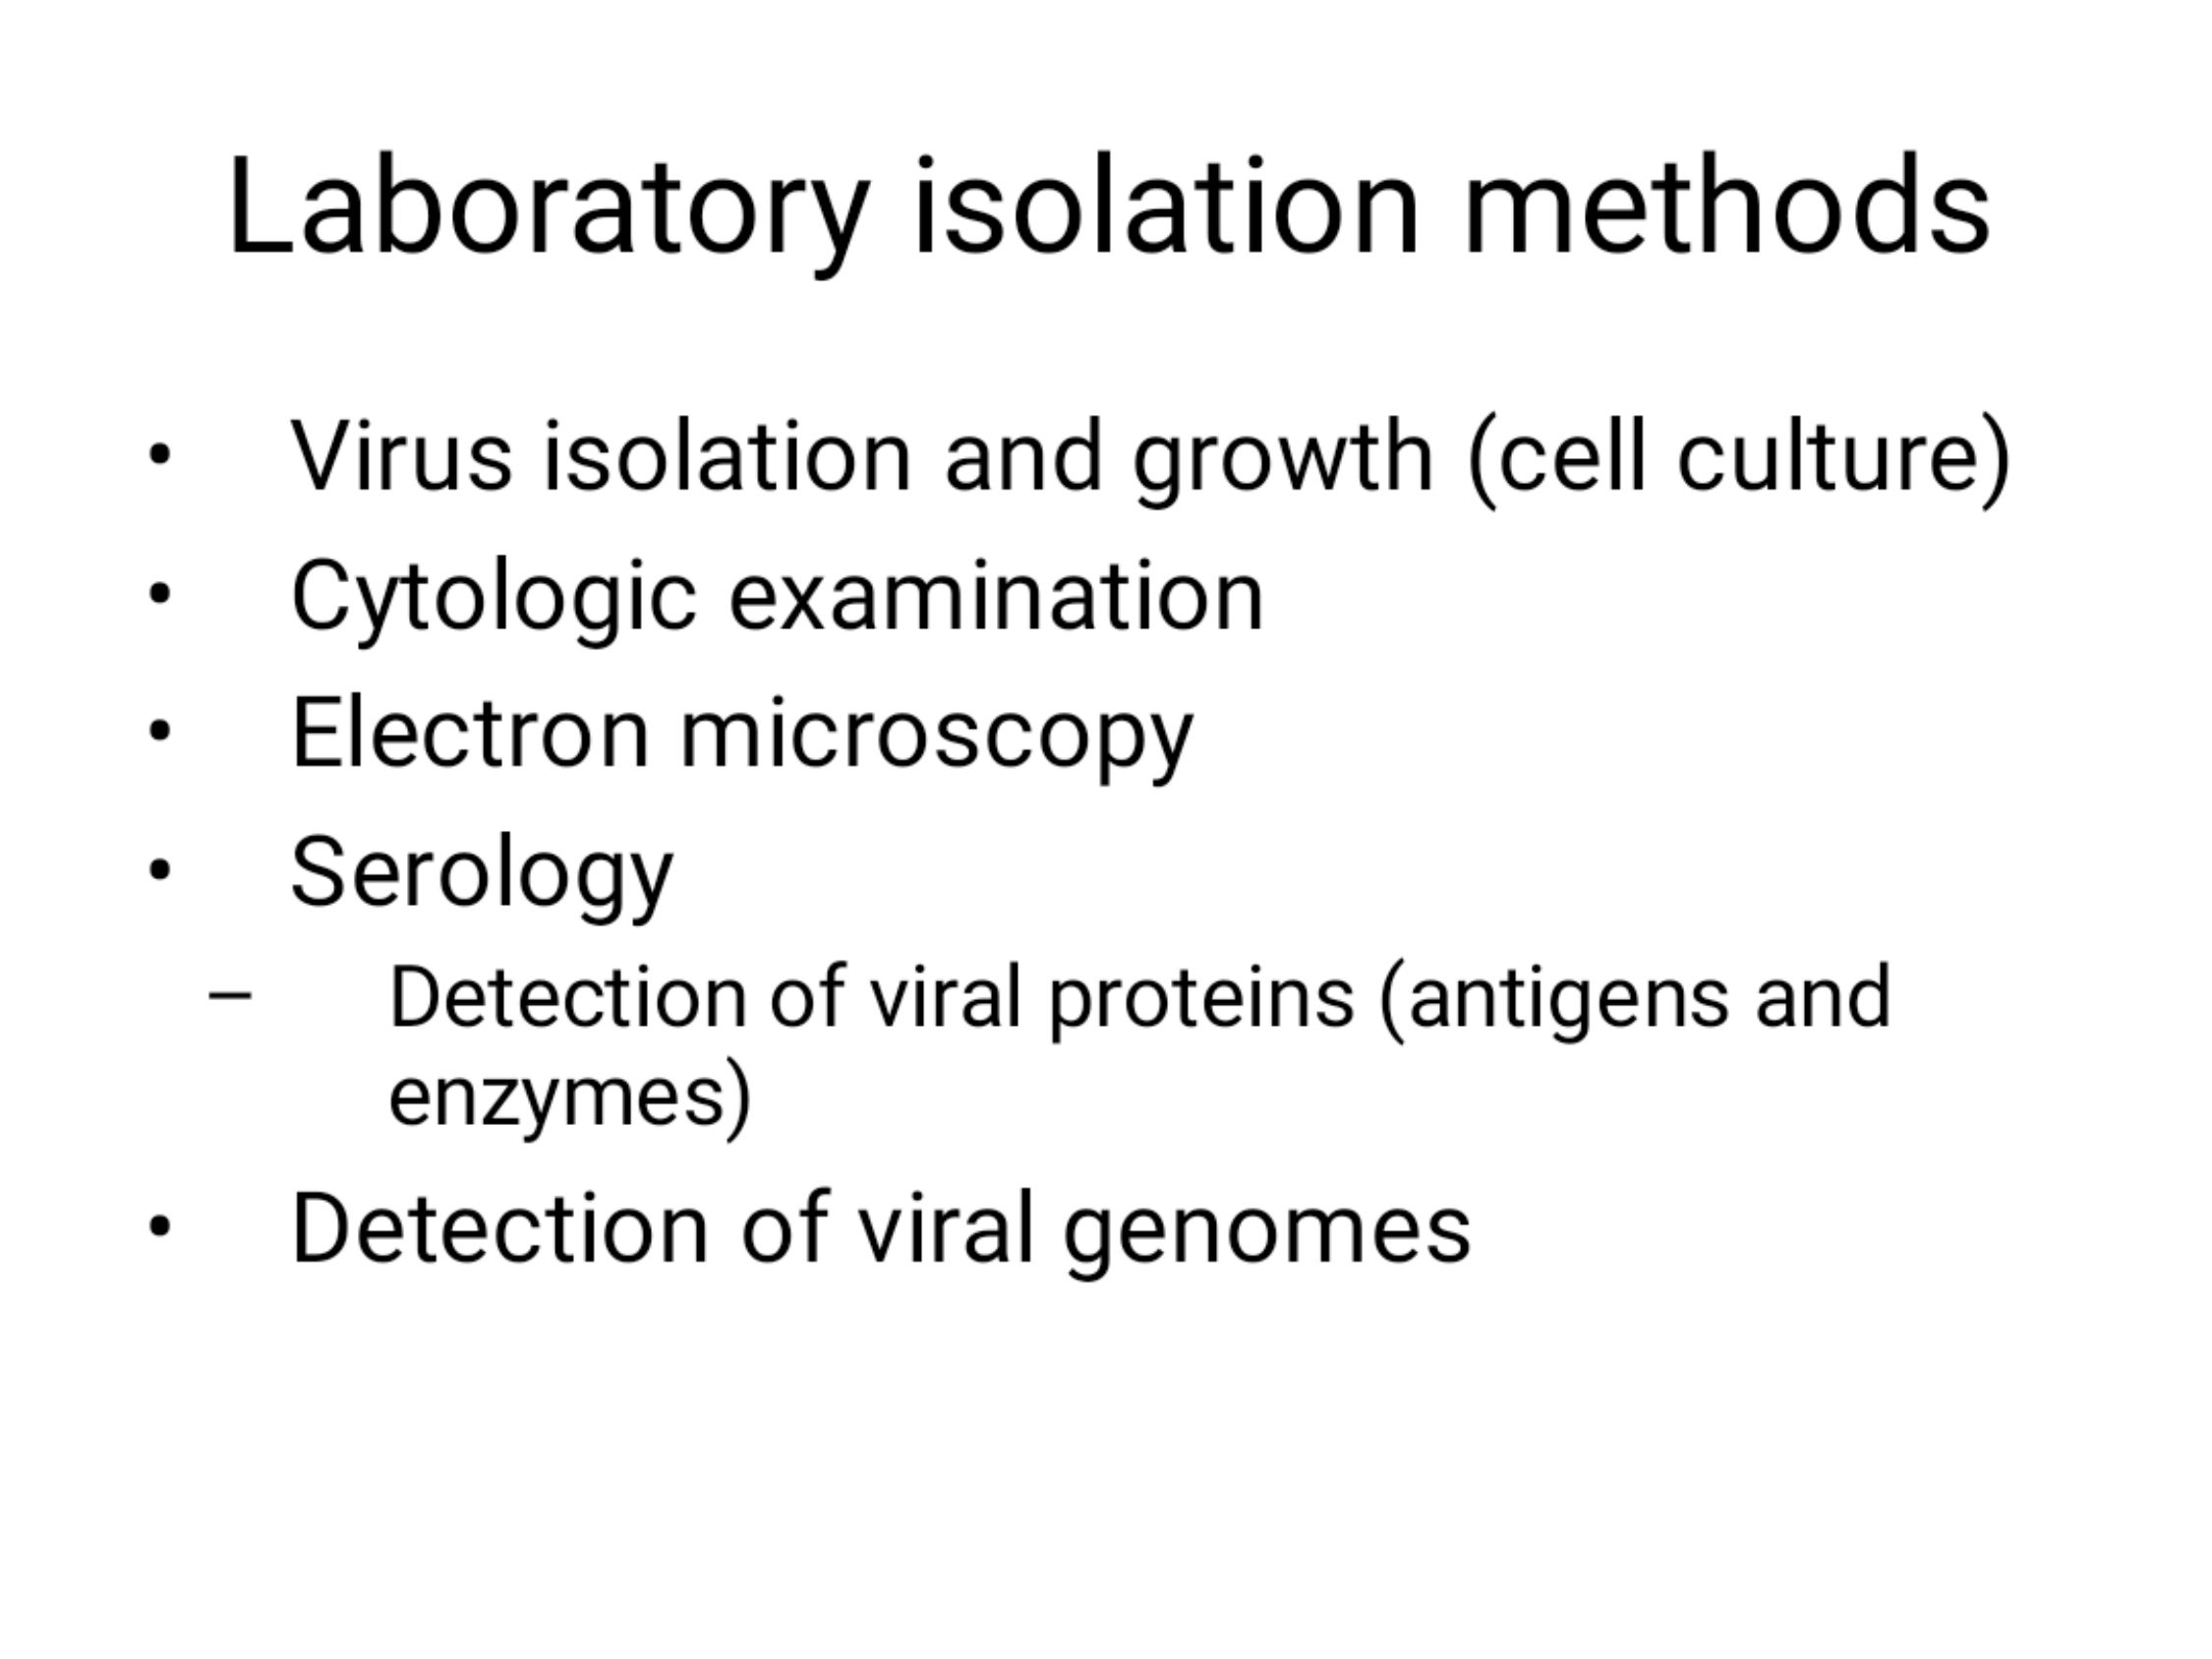 Laboratory isolation methods
• Virus isolation and growth (cell culture)
• Cytologic examination
• Electron microscopy
• Serology
– Detection of viral proteins (antigens and
enzymes)
• Detection of viral genomes